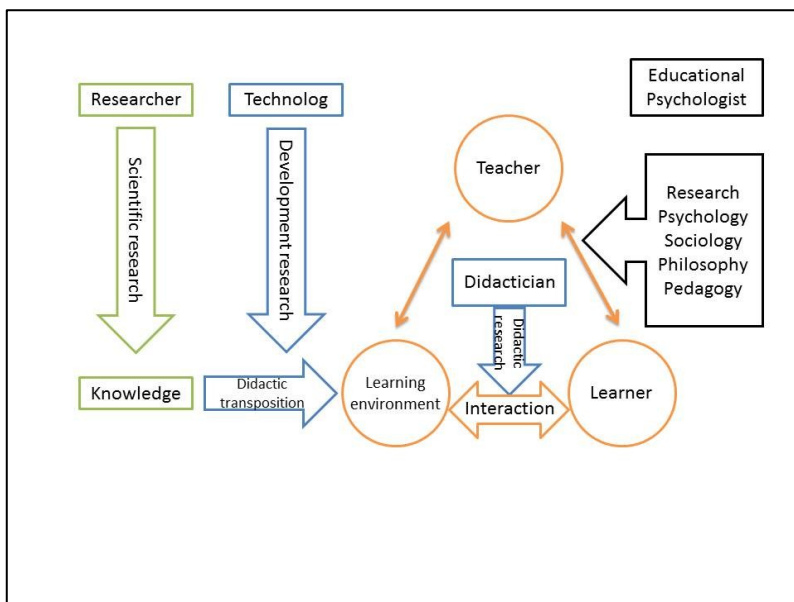 Researcher
Technolog
Educational
Psychologist
Scientific research
Development research
Teacher
Research
Psychology
Sociology
Philosophy
Pedagogy
Didactician
Didactic
research
Knowledge
Didactic
transposition
Learning
environment
Interaction
Learner